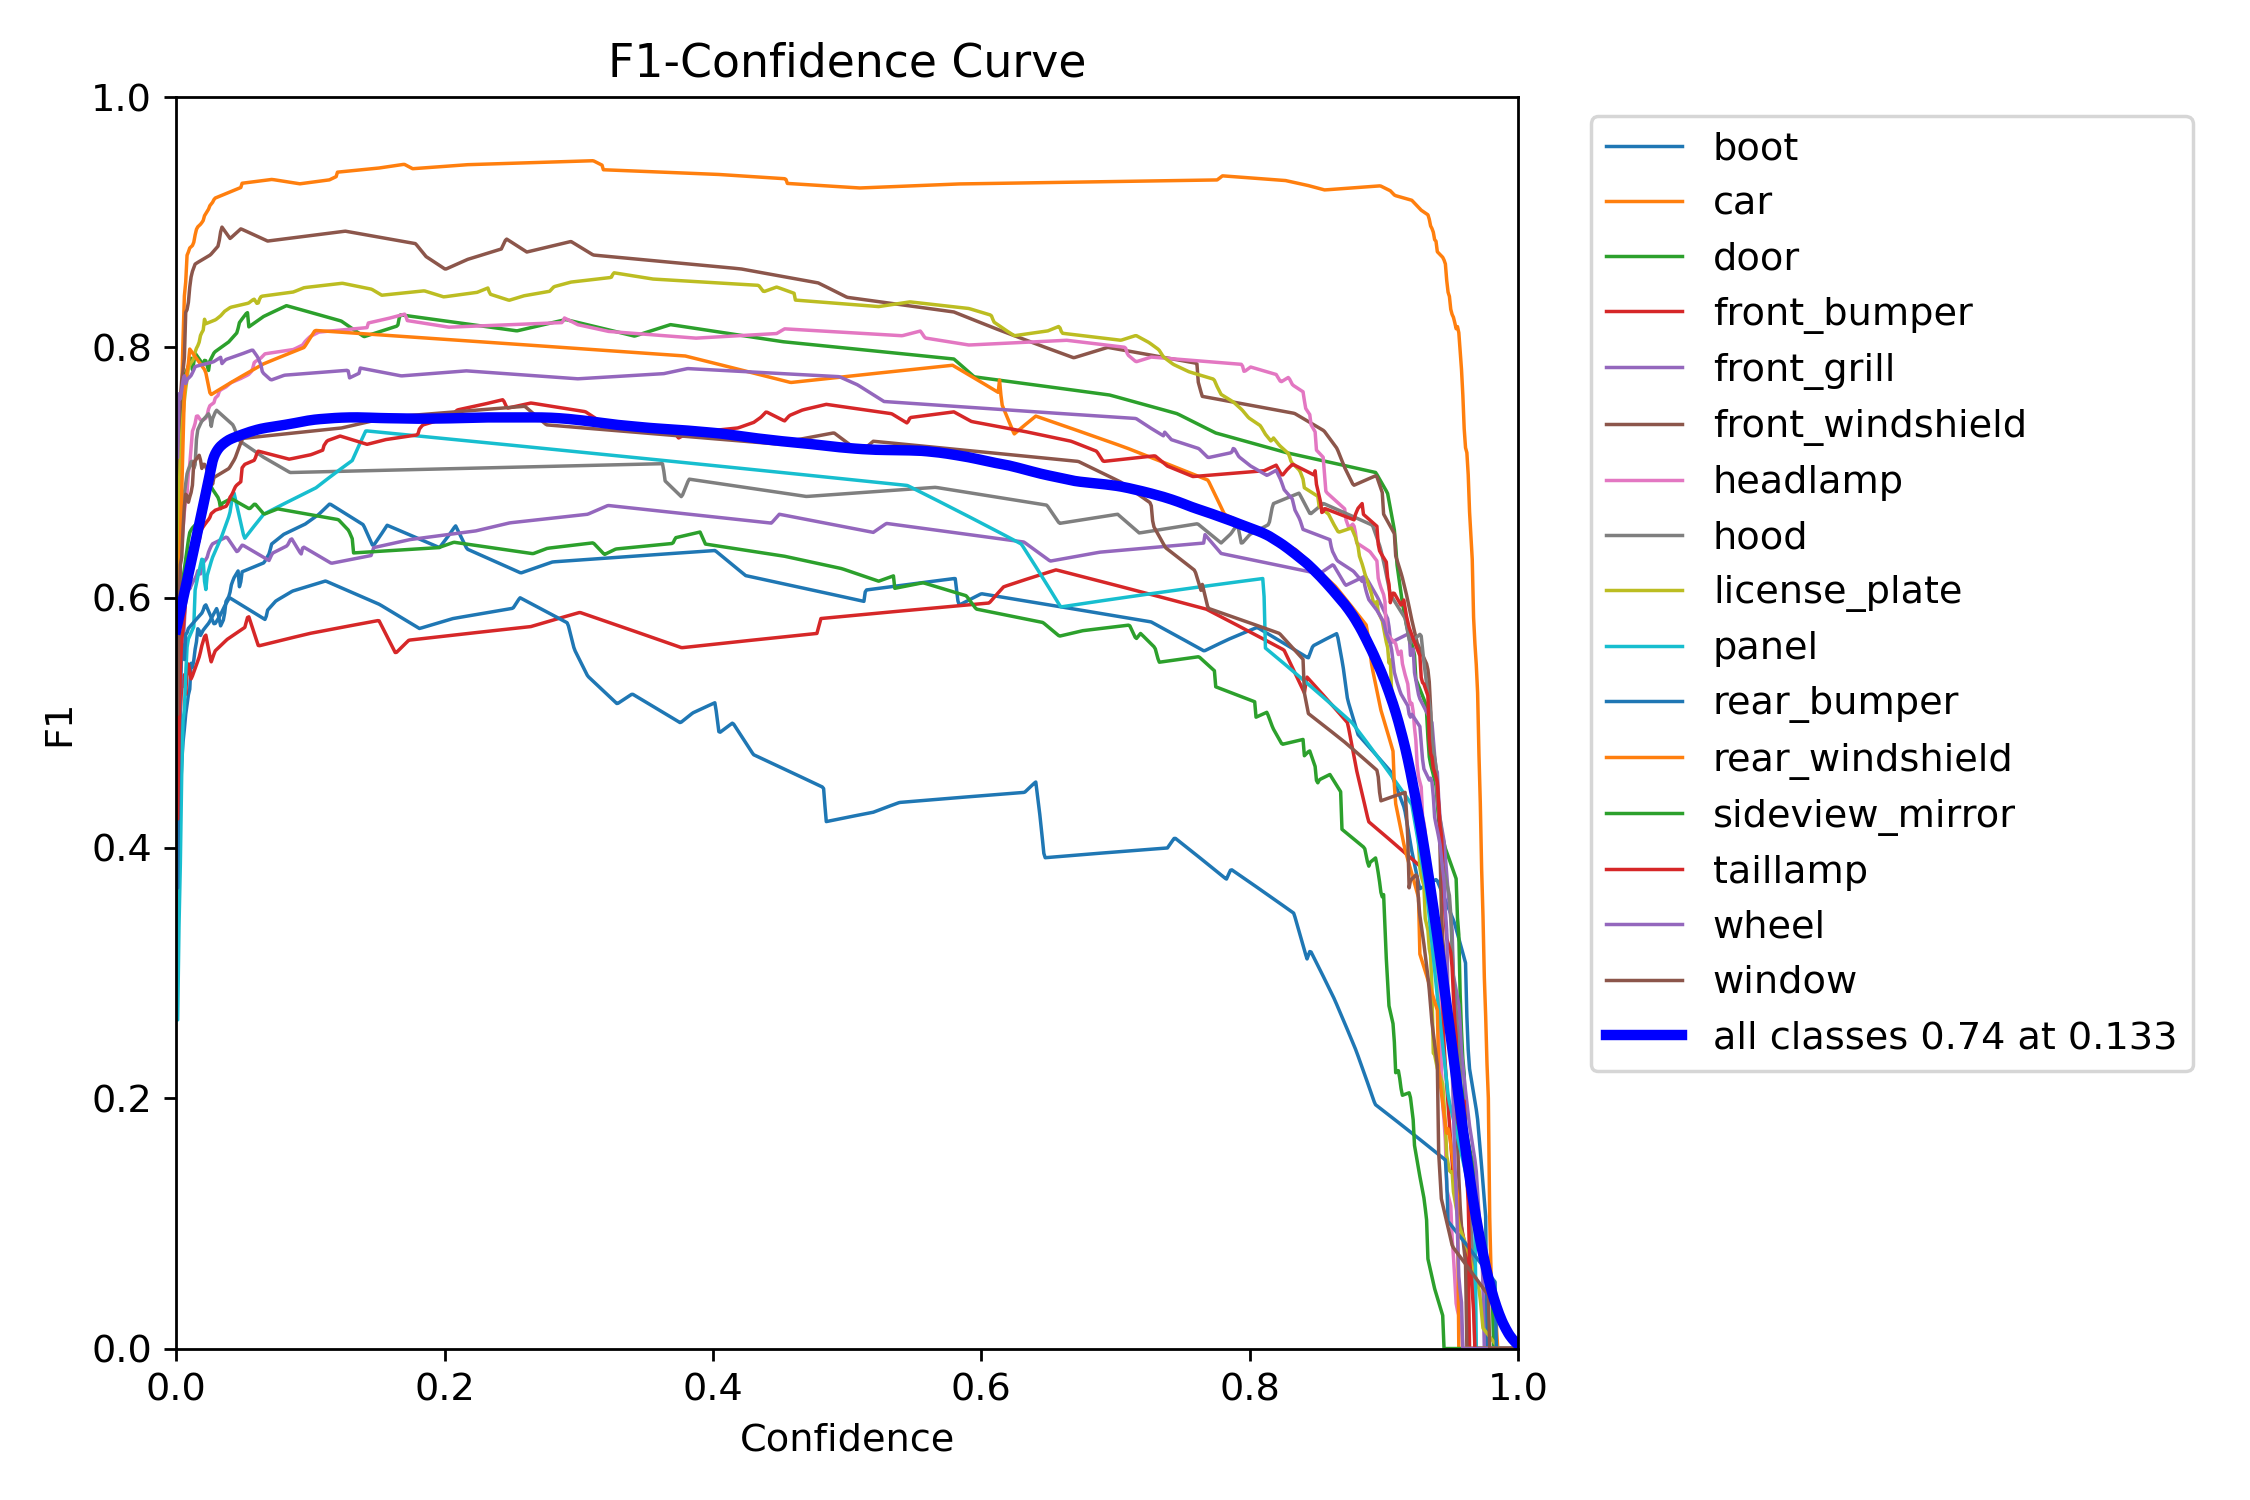 F1-Confidence Curve
1.0
0.8
0.6
0.4
0.2
0.0
F1
0.0 0.2 0.4 0.6 0.8 1.0
Confidence
boot
car
door
front_bumper
front_grill
front_windshield
headlamp
hood
license_plate
panel
rear_bumper
rear_windshield
sideview_mirror
taillamp
wheel
window
all classes 0.74 at 0.133